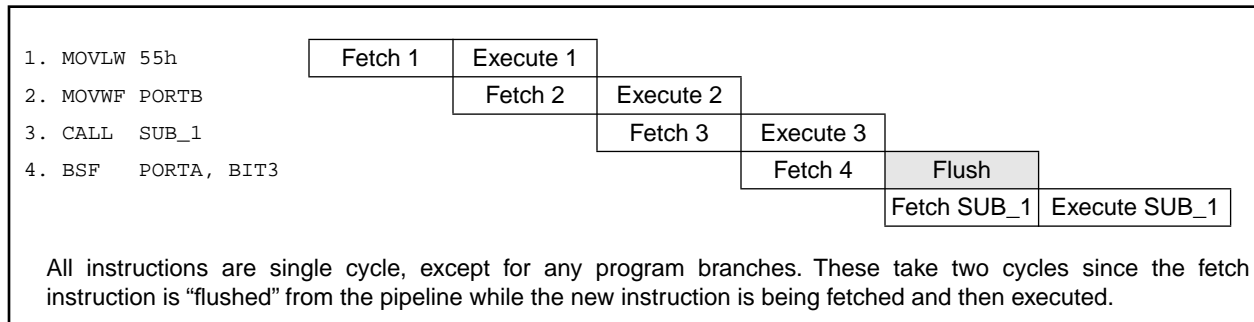 1. MOVLW 55h Fetch 1 Execute 1
2. MOVWF PORTB Fetch 2 Execute 2
3. CALL SUB_1 Fetch 3 Execute 3
4. BSF PORTA, BIT3 Fetch 4 Flush
Fetch SUB_1 Execute SUB_1
All instructions are single cycle, except for any program branches. These take two cycles since the fetch
instruction is “flushed” from the pipeline while the new instruction is being fetched and then executed.